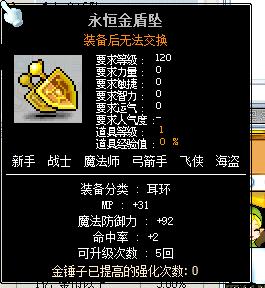 永恒金盾坠
装备后无法交换
要求等级： 120
要求力量： 0
要求敏捷： 0
要求智力： 0
要求运气： 0
要求人气度： -
道具等级： 1
道具经验值： 0 %
新手 战士 魔法师 弓箭手 飞侠 海盗
装备分类 : 耳环
MP : +31
魔法防御力 : +92
命中率 : +2
可升级次数 : 5回
金锤子已提高的强化次数: 0